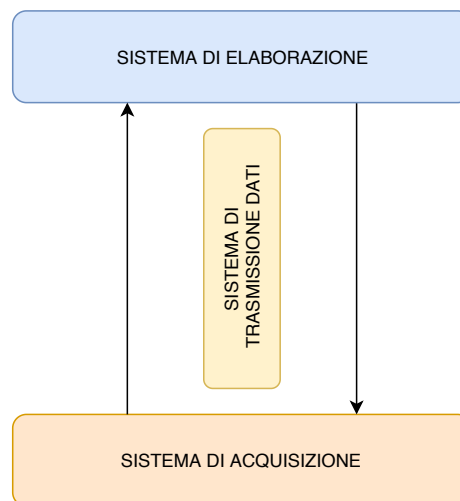 SISTEMA DI ELABORAZIONE
SISTEMA DI
TRASMISSIONE DATI
SISTEMA DI ACQUISIZIONE